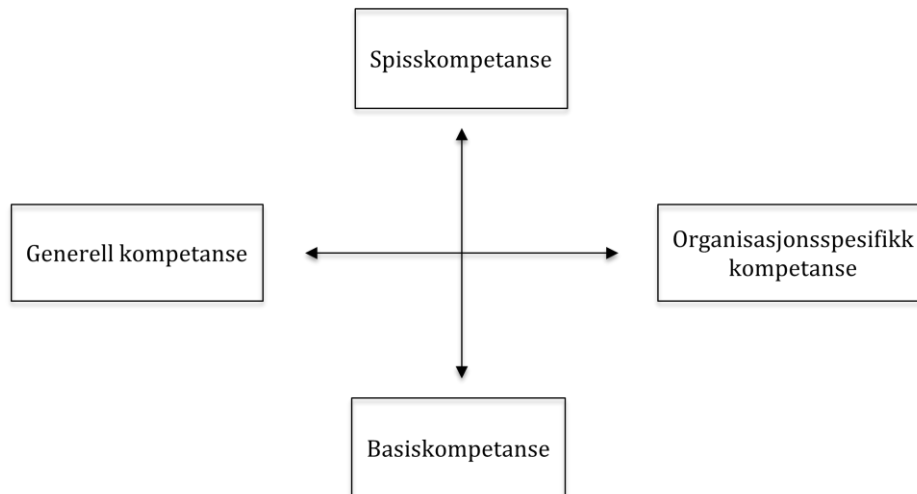 Spisskompetanse
Generell kompetanse
Organisasjonsspesifikk
kompetanse
Basiskompetanse